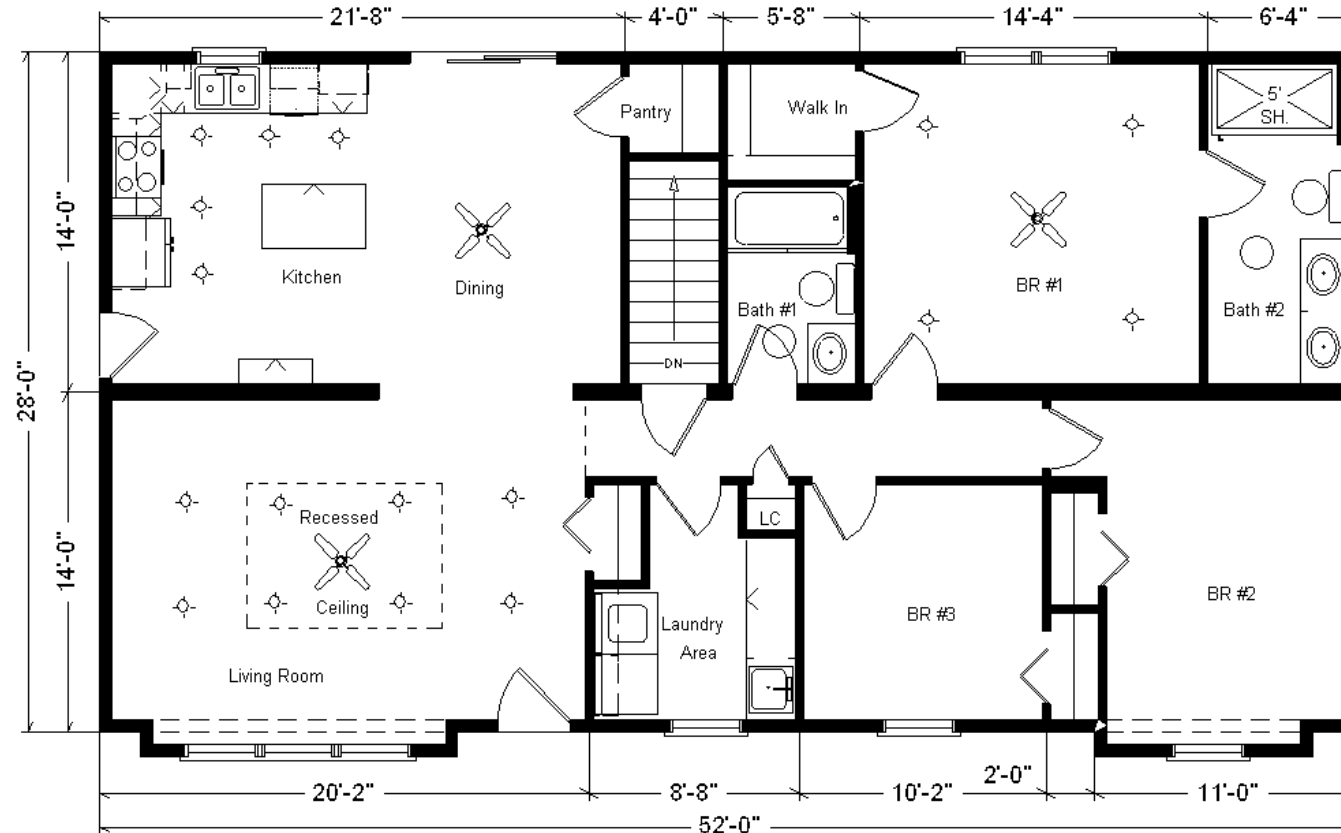 21'-8" 4'-0" 5'-8" 14'-4" 6'-4"
Pantry
Walk In
5'
SH.
14'-0"
28'-0"
Kitchen
Dining
Bath #1
BR #1
Bath #2
DN
14'-0"
Recessed
Ceiling
LC
Laundry
Area
BR #3
BR #2
Living Room
20'-2" 8'-8" 10'-2" 2'-0" 11'-0"
52'-0"